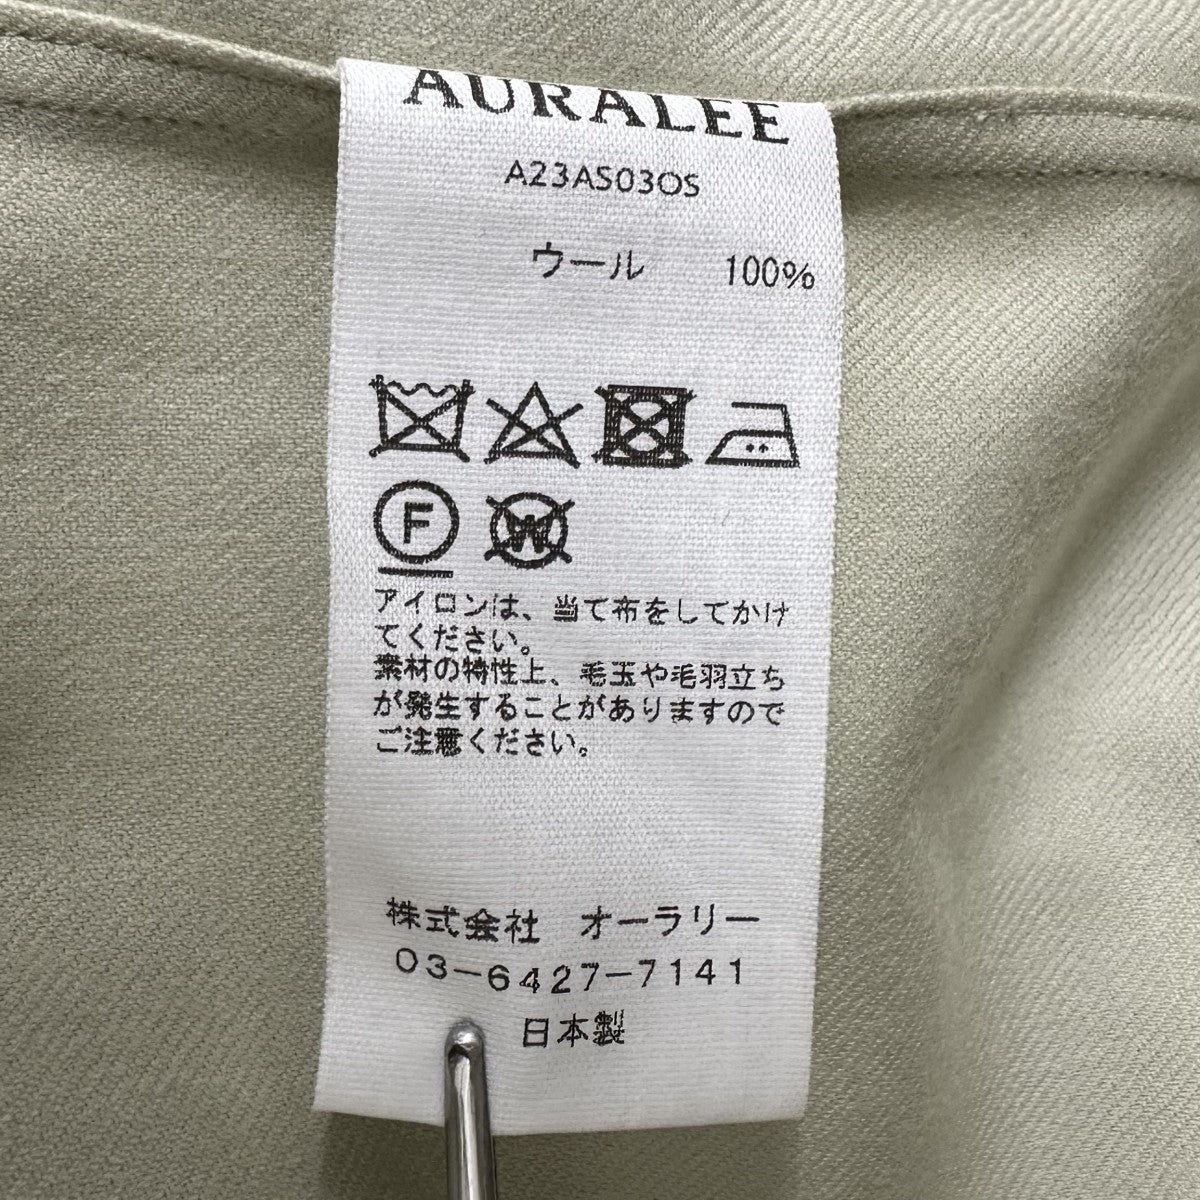 AURALEE
A23AS03OS
ウール 100%
F
W
アイロンは、当て布をしてかけ
てください。
素材の特性上、毛玉や毛羽立ち
が発生することがありますので
ご注意ください。
株式会社 オーラリー
03-6427-7141
日本製